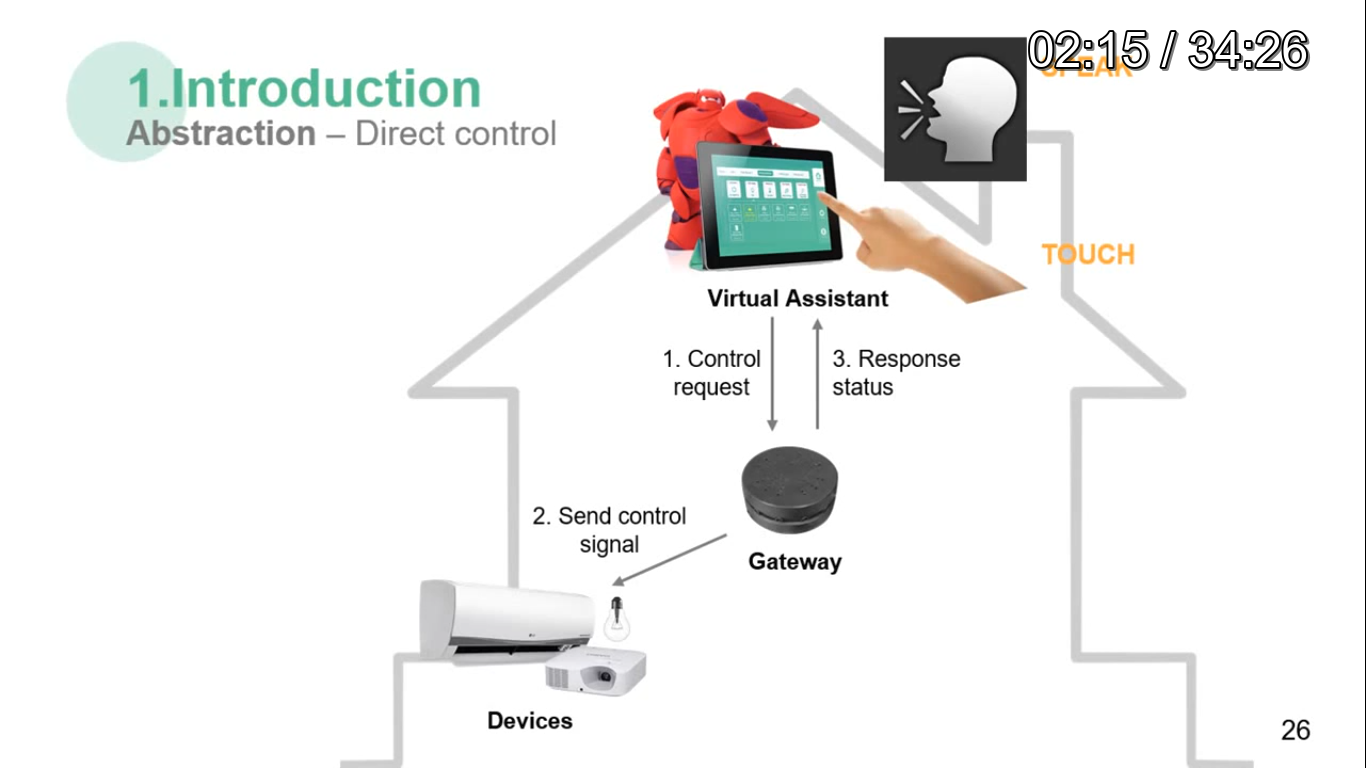 02:15 / 34:26
1.Introduction
SPEAK
Abstraction – Direct control
TOUCH
Virtual Assistant
1. Control
request
3. Response
status
2. Send control
signal
Gateway
Devices
26